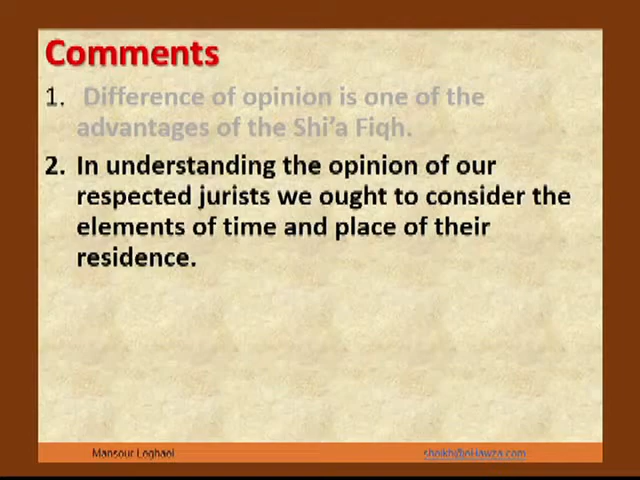 Comments
1. Difference of opinion is one of the
advantages of the Shi'a Fiqh.
2. In understanding the opinion of our
respected jurists we ought to consider the
elements of time and place of their
residence.
Mansour Leghaei